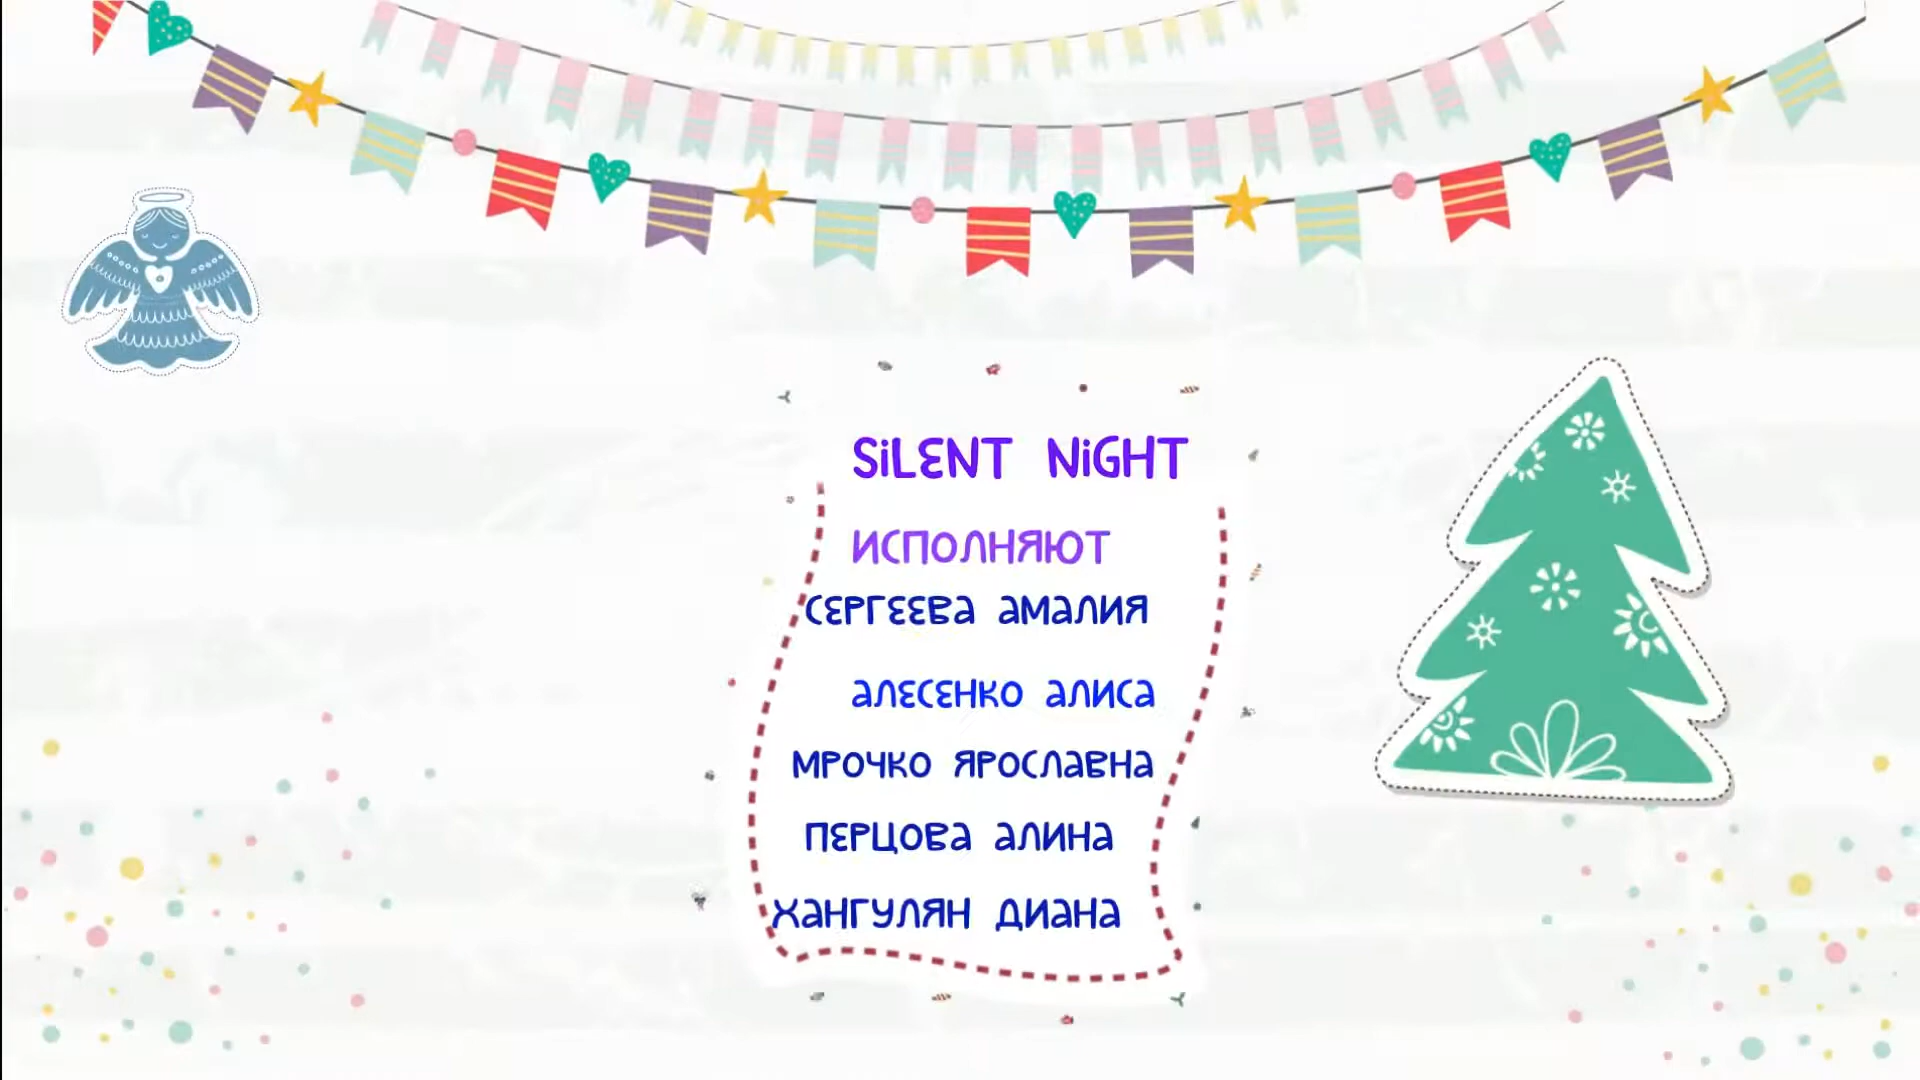 SILENT NIGHT
ИСПОЛНЯЮТ
СЕРГЕЕВА АМАЛИЯ
АЛЕСЕНКО АЛИСА
МРОЧКО ЯРОСЛАВНА
ПЕРЦОВА АЛИНА
ХАНГУЛЯН ДИАНА